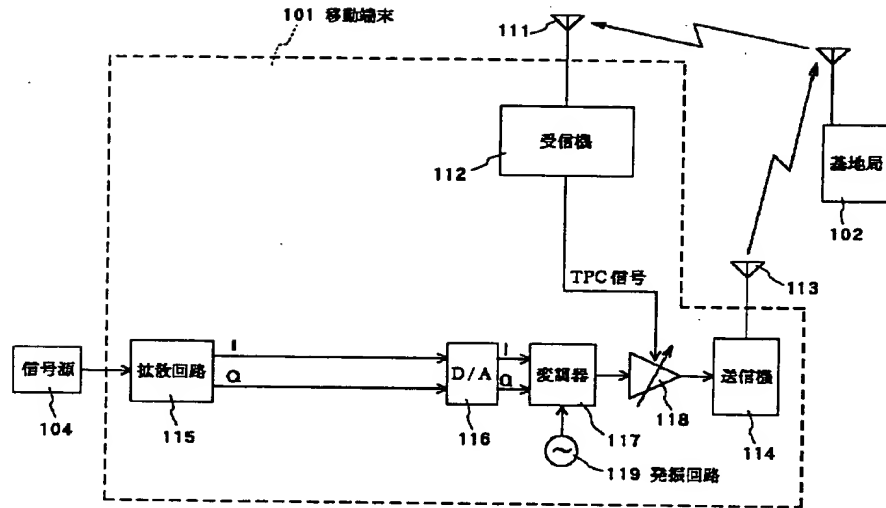 101 移動端末
111
受信機
112
基地局
102
TPC信号
113
信号源
104
拡散回路
115
I
Q
D/A
116
I
Q
変調器
117
118
送信機
114
119 発振回路